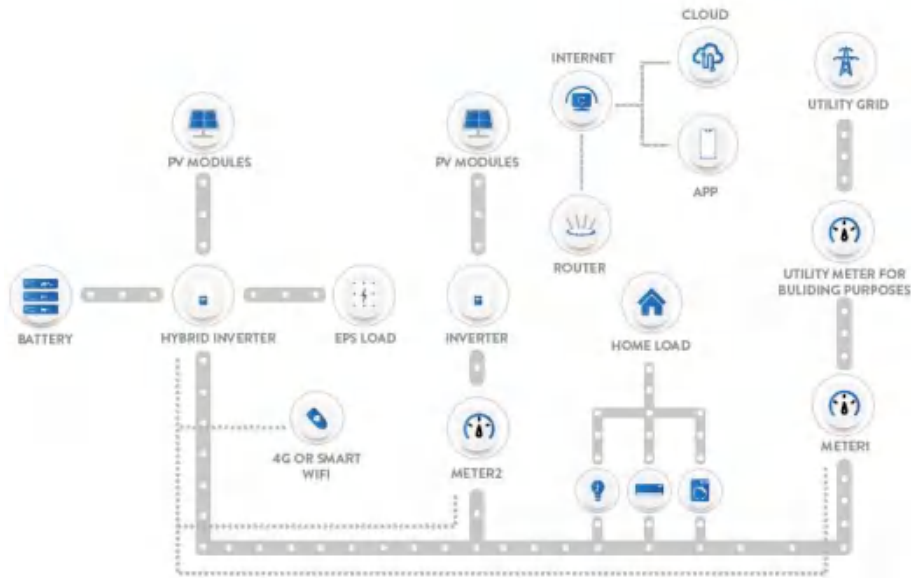 CLOUD
INTERNET
UTILITY GRID
PV MODULES
PV MODULES
APP
ROUTER
UTILITY METER FOR
BULIDING PURPOSES
BATTERY
HYBRID INVERTER
EPS LOAD
INVERTER
HOME LOAD
4G OR SMART
WIFI
METER2
METER1